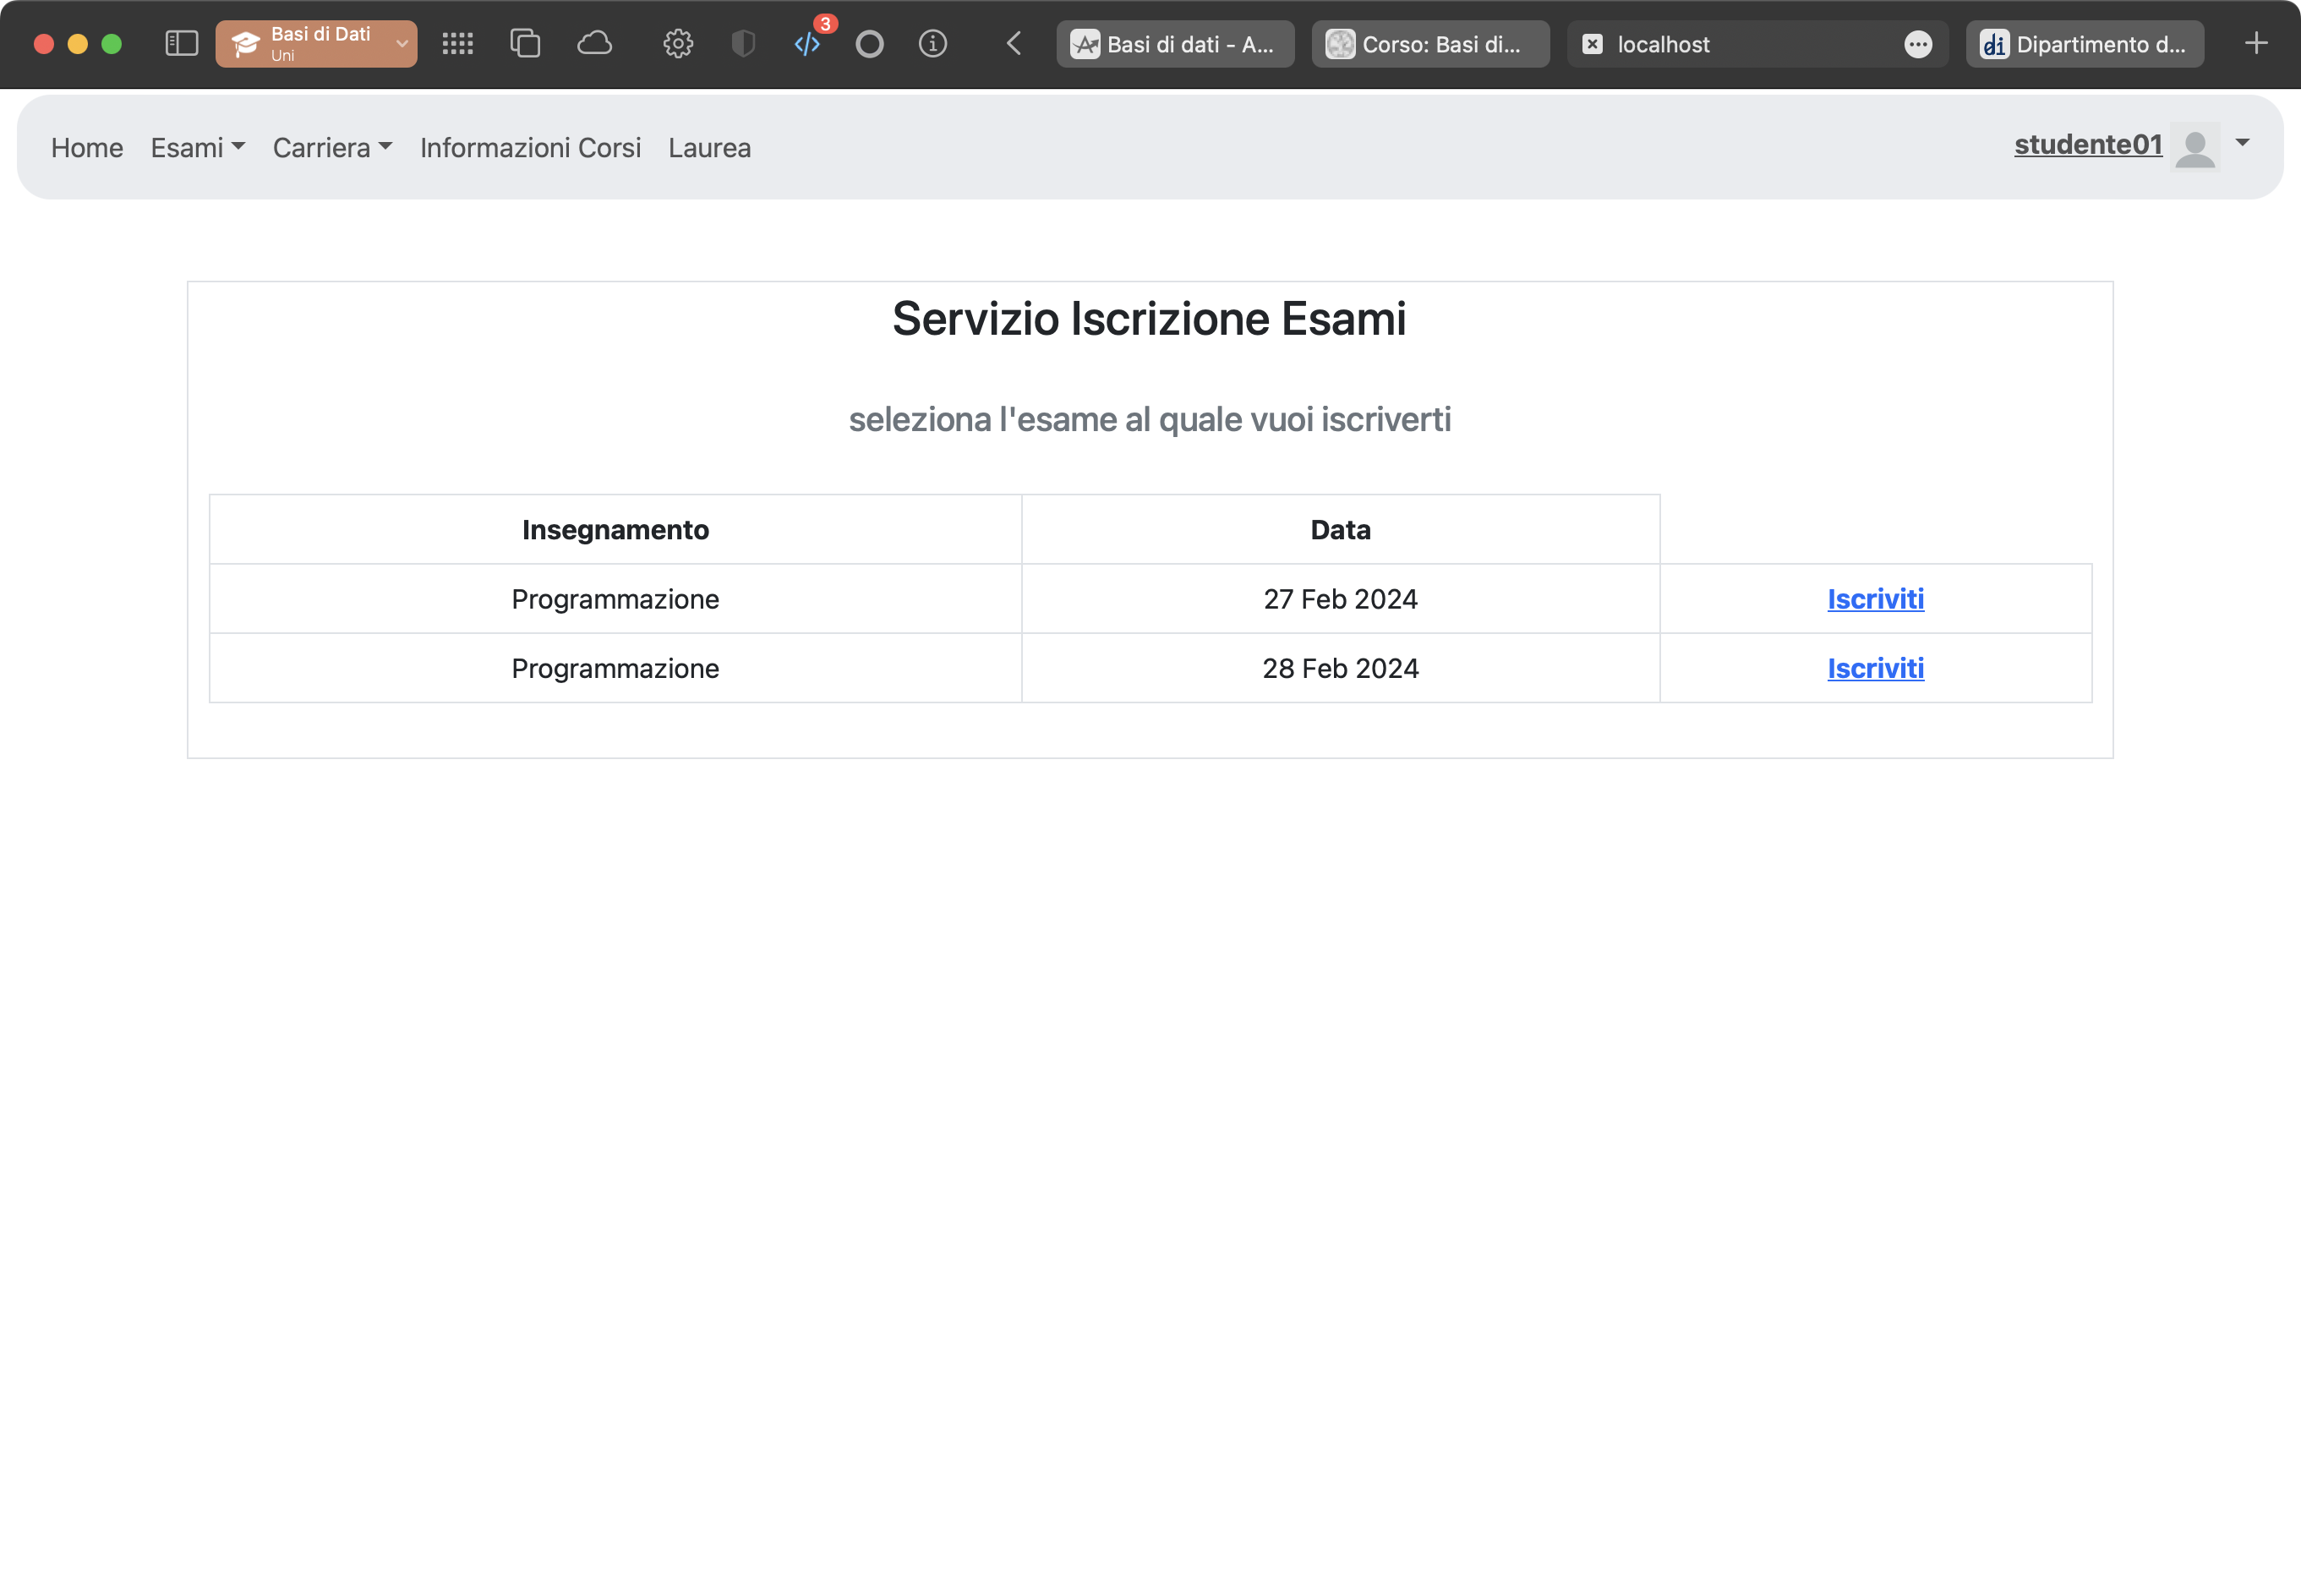 Basi di Dati
Uni
3
Basi di dati - A...
Corso: Basi di...
localhost
di Dipartimento d...
Home Esami Carriera Informazioni Corsi Laurea
studente01
Servizio Iscrizione Esami
seleziona l'esame al quale vuoi iscriverti
Insegnamento Data
Programmazione 27 Feb 2024 Iscriviti
Programmazione 28 Feb 2024 Iscriviti